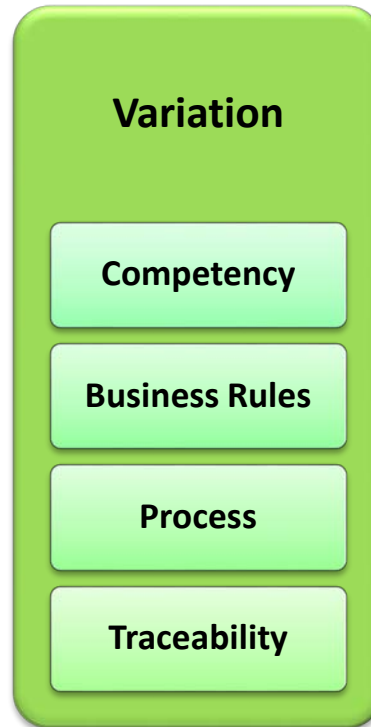 Variation
Competency
Business Rules
Process
Traceability